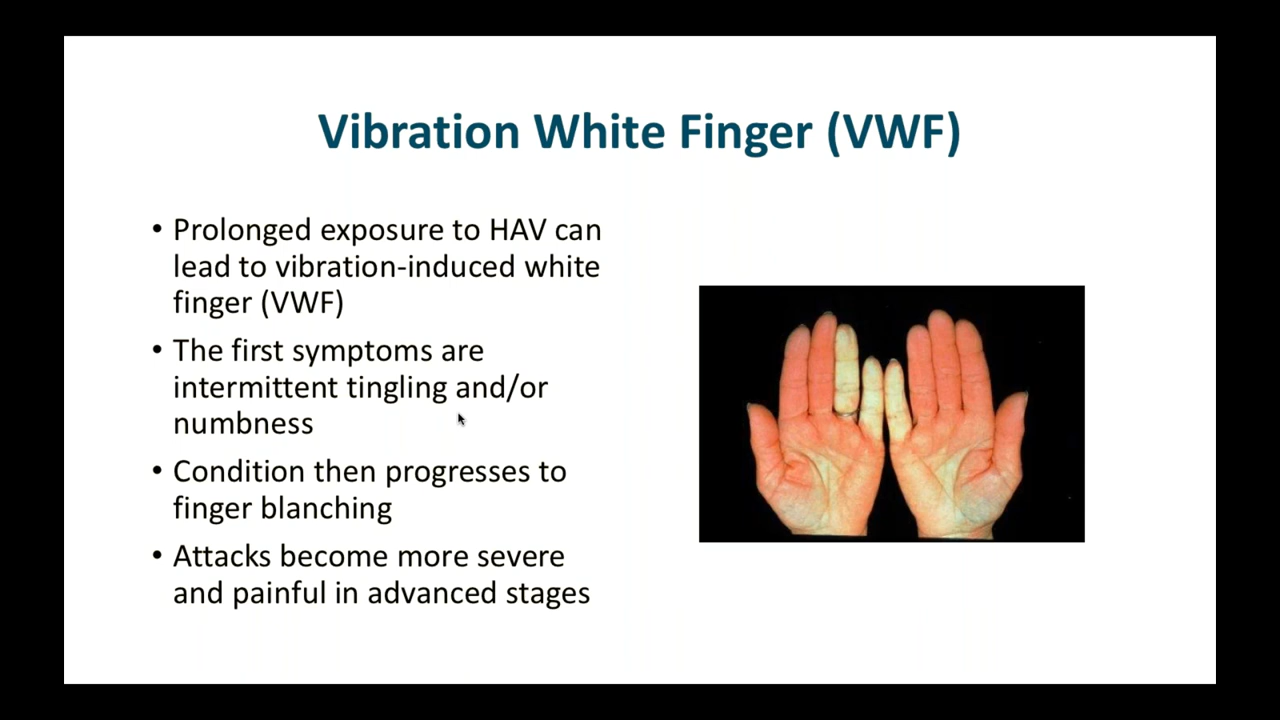 Vibration White Finger (VWF)
• Prolonged exposure to HAV can
lead to vibration-induced white
finger (VWF)
• The first symptoms are
intermittent tingling and/or
numbness
• Condition then progresses to
finger blanching
• Attacks become more severe
and painful in advanced stages